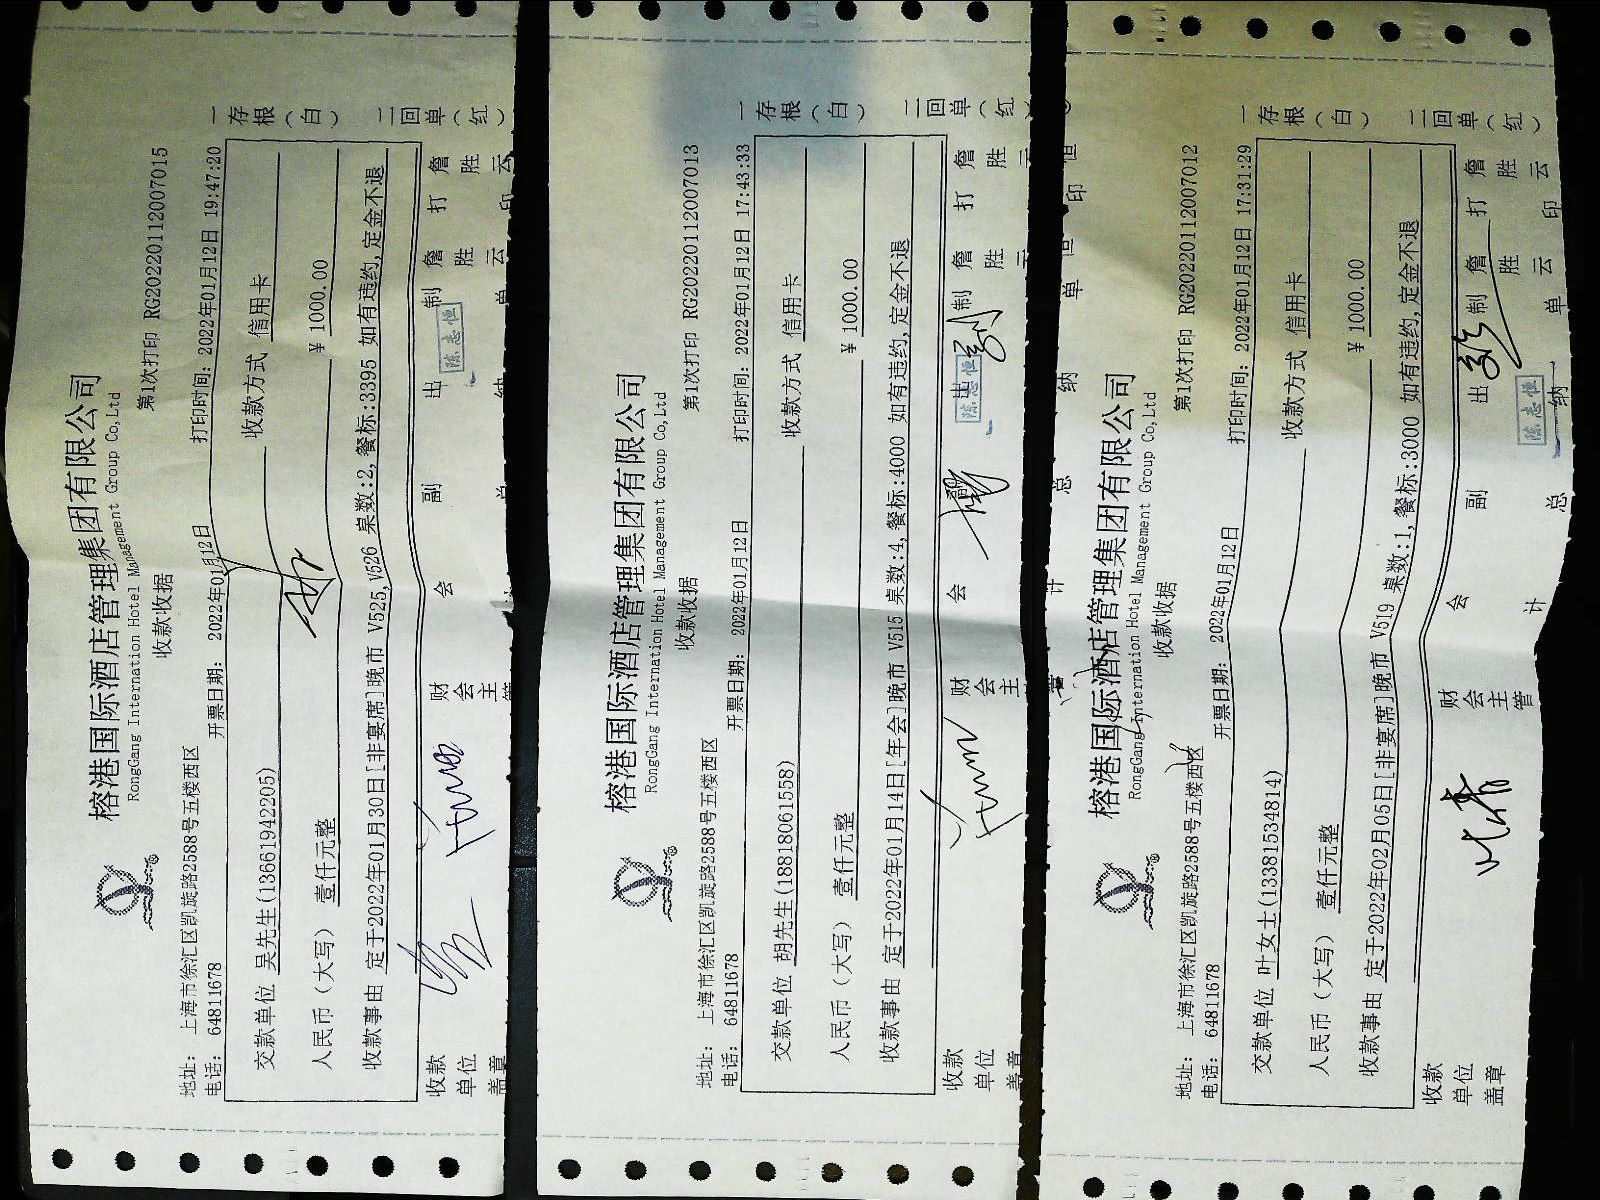 榕港国际酒店管理集团有限公司
RongGang International Hotel Management Group Co,Ltd
收款收据
第1次打印 RG20220112007015
地址： 上海市徐汇区凯旋路2588号五楼西区
电话： 64811678 开票日期： 2022年01月12日 打印时间：2022年01月12日 19:47:20
交款单位 吴先生(13661942205) 收款方式 信用卡
人民币（大写） 壹仟元整 ¥ 1000.00
收款事由 定于2022年01月30日[非宴席]晚市 V525,V526 桌数:2,餐标:3395 如有违约,定金不退
一存根（白） 二回单（红
收款单位盖章 财会主管 会 副 出 制 詹胜云 打 詹胜云
单 印
陈志恒
榕港国际酒店管理集团有限公司
RongGang International Hotel Management Group Co,Ltd
收款收据
第1次打印 RG20220112007013
地址： 上海市徐汇区凯旋路2588号五楼西区
电话： 64811678 开票日期： 2022年01月12日 打印时间：2022年01月12日 17:43:33
交款单位 胡先生(18818061558) 收款方式 信用卡
人民币（大写） 壹仟元整 ¥ 1000.00
收款事由 定于2022年01月14日[年会]晚市 V515 桌数:4,餐标:4000 如有违约,定金不退
一存根（白） 二回单（红
收款单位盖章 财会主 会 出 制 詹胜云 打 詹胜云
陈志恒
榕港国际酒店管理集团有限公司
RongGang International Hotel Management Group Co,Ltd
收款收据
第1次打印 RG20220112007012
地址： 上海市徐汇区凯旋路2588号五楼西区
电话： 64811678 开票日期： 2022年01月12日 打印时间：2022年01月12日 17:31:29
交款单位 叶女士(13381534814) 收款方式 信用卡
人民币（大写） 壹仟元整 ¥ 1000.00
收款事由 定于2022年02月05日[非宴席]晚市 V519 桌数:1,餐标:3000 如有违约,定金不退
一存根（白） 二回单（红）
收款单位盖章 财会主管 会 副 出 制 詹胜云 打 詹胜云
计 总 纳 单 印
陈志恒